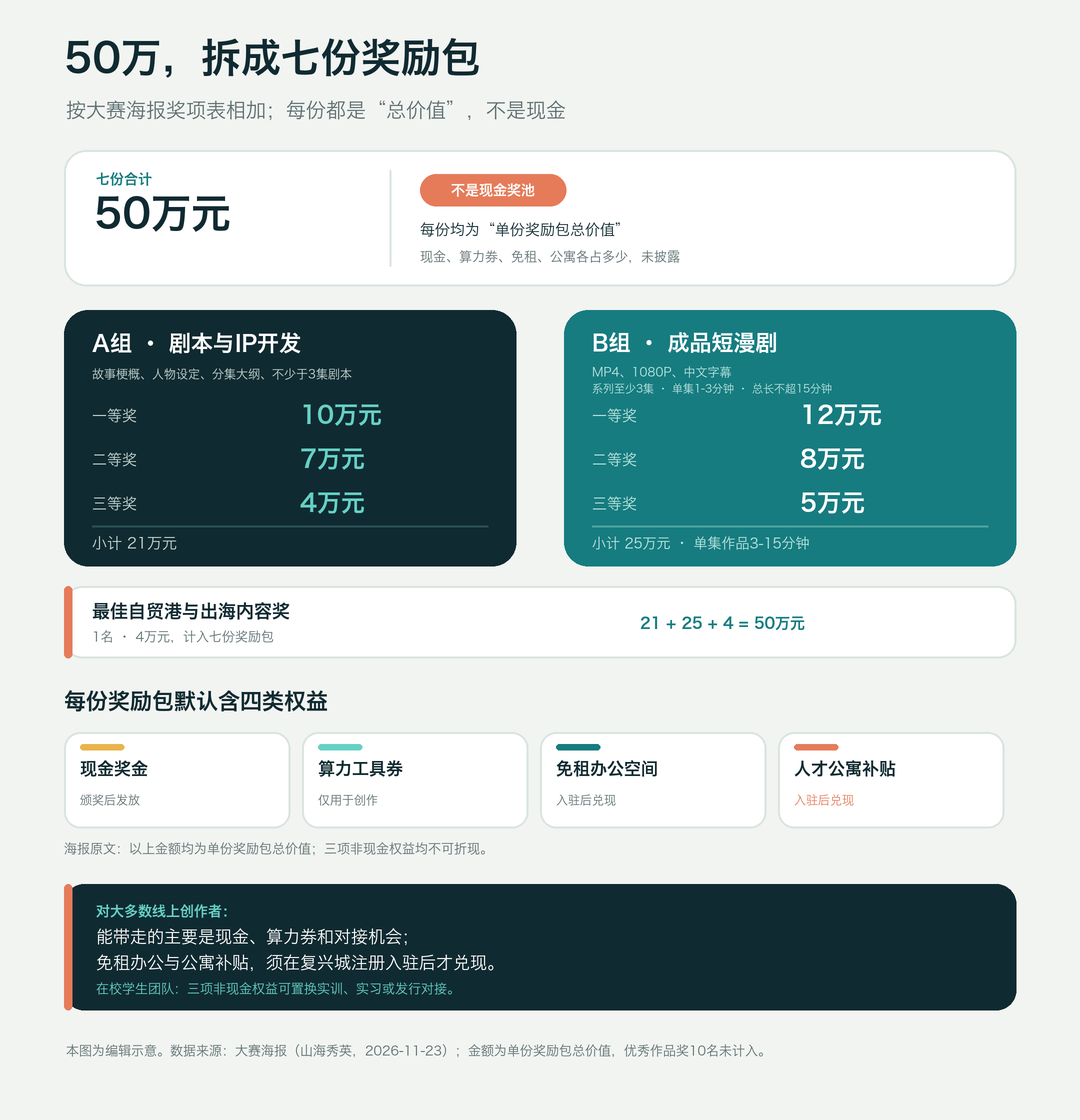 50万，拆成七份奖励包
按大赛海报奖项表相加；每份都是“总价值”，不是现金
七份合计
50万元
不是现金奖池
每份均为“单份奖励包总价值”
现金、算力券、免租、公寓各占多少，未披露
A组 · 剧本与IP开发
故事梗概、人物设定、分集大纲、不少于3集剧本
一等奖 10万元
二等奖 7万元
三等奖 4万元
小计 21万元
B组 · 成品短漫剧
MP4、1080P、中文字幕
系列至少3集 · 单集1-3分钟 · 总长不超15分钟
一等奖 12万元
二等奖 8万元
三等奖 5万元
小计 25万元 · 单集作品3-15分钟
最佳自贸港与出海内容奖
1名 · 4万元，计入七份奖励包
21 + 25 + 4 = 50万元
每份奖励包默认含四类权益
现金奖金
颁奖后发放
算力工具券
仅用于创作
免租办公空间
入驻后兑现
人才公寓补贴
入驻后兑现
海报原文：以上金额均为单份奖励包总价值；三项非现金权益均不可折现。
对大多数线上创作者：
能带走的主要是现金、算力券和对接机会；
免租办公与公寓补贴，须在复兴城注册入驻后才兑现。
在校学生团队：三项非现金权益可置换实训、实习或发行对接。
本图为编辑示意。数据来源：大赛海报（山海秀英，2026-11-23）；金额为单份奖励包总价值，优秀作品奖10名未计入。